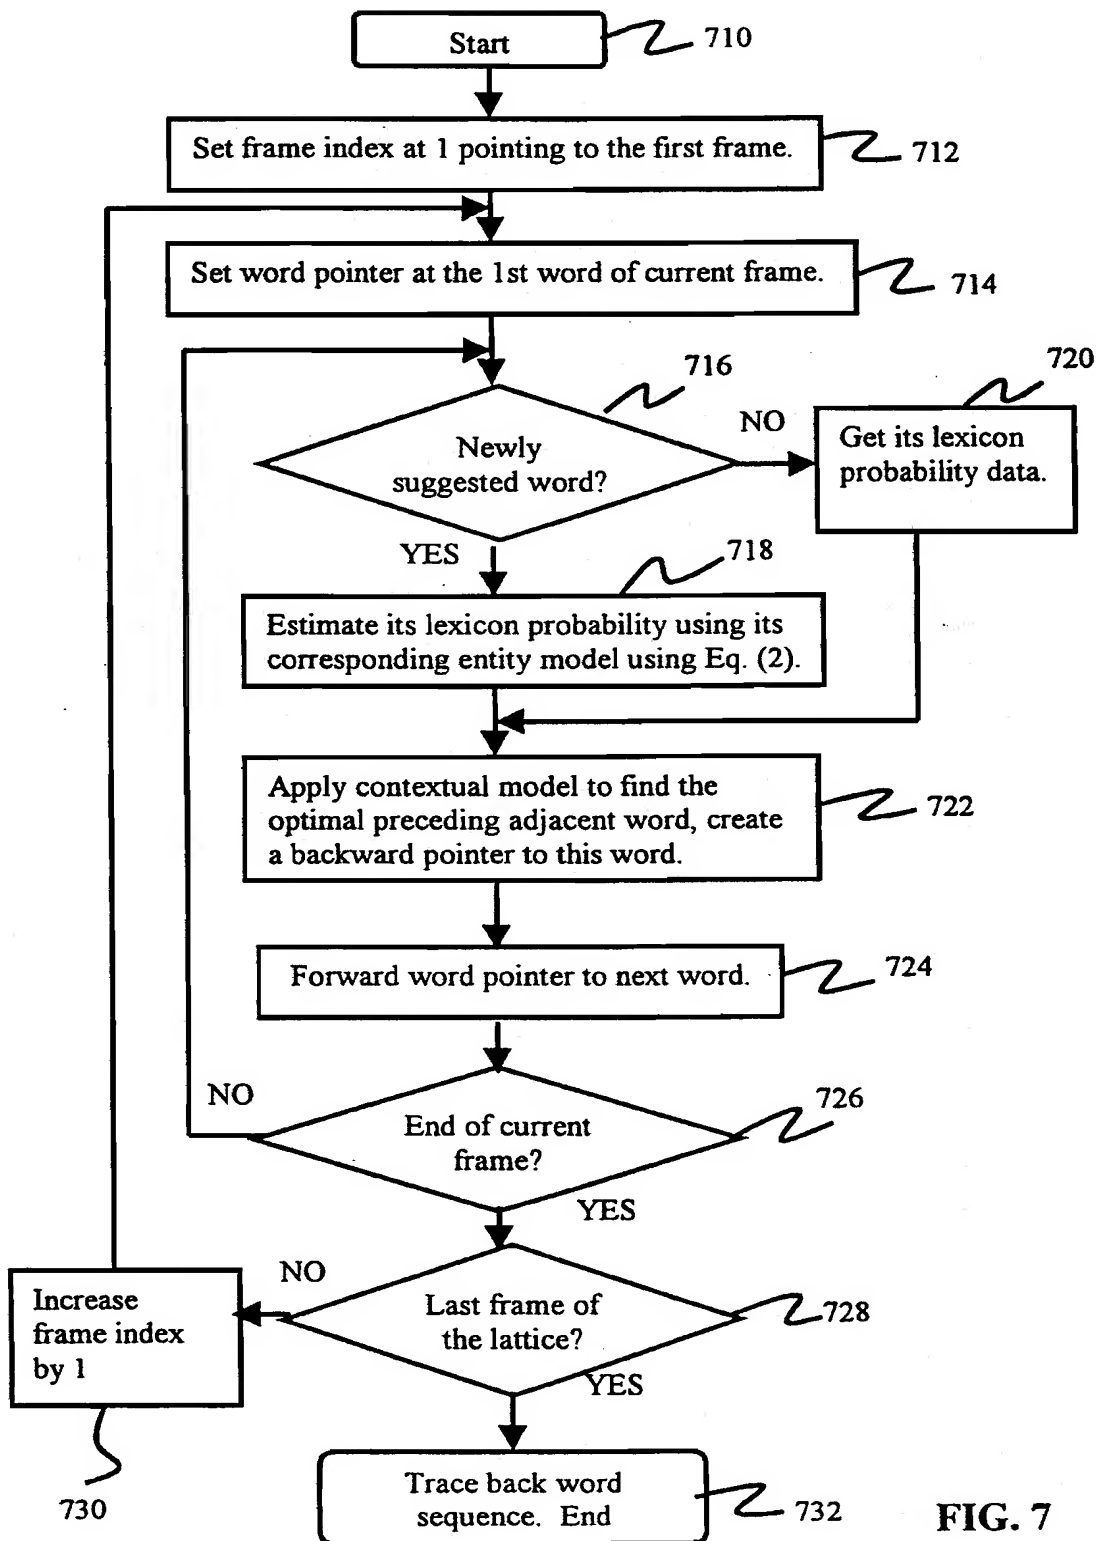 Start
710
Set frame index at 1 pointing to the first frame.
712
Set word pointer at the 1st word of current frame.
714
716
720
NO
Newly
suggested word?
Get its lexicon
probability data.
YES
718
Estimate its lexicon probability using its
corresponding entity model using Eq. (2).
Apply contextual model to find the
optimal preceding adjacent word, create
a backward pointer to this word.
722
Forward word pointer to next word.
724
NO
726
End of current
frame?
YES
NO
Increase
frame index
by 1
Last frame of
the lattice?
728
YES
730
Trace back word
sequence. End
732
FIG. 7